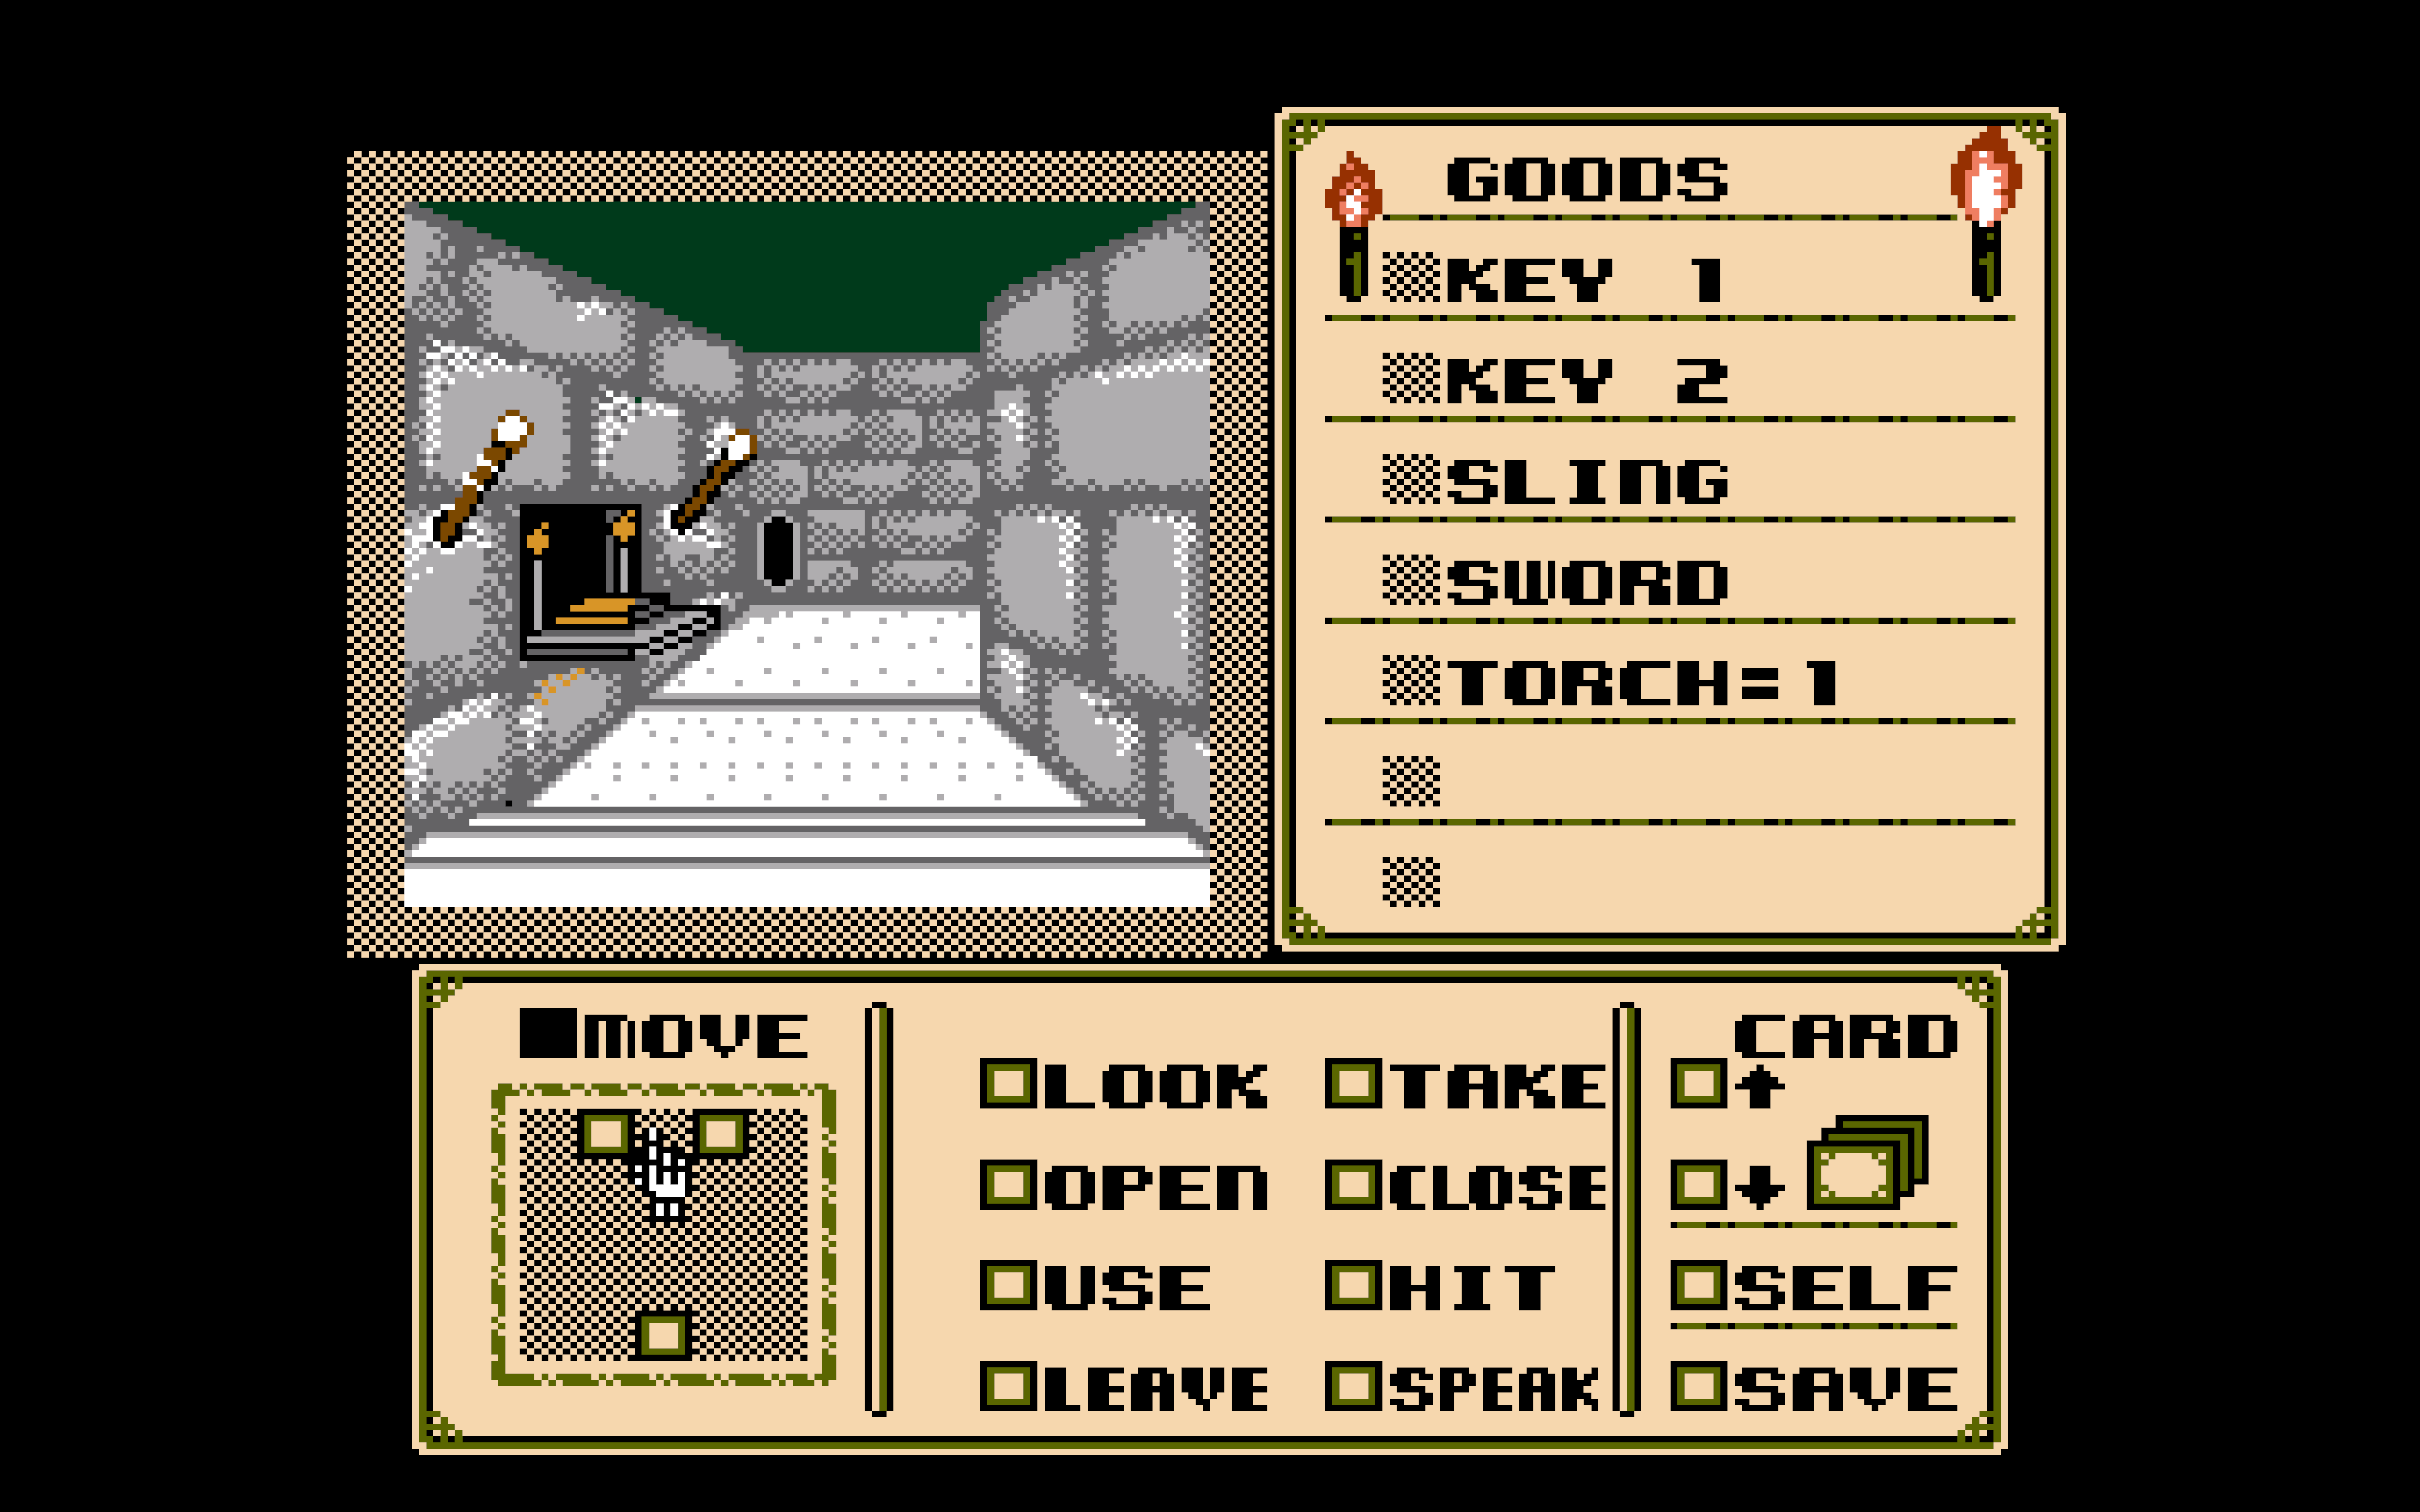 GOODS
KEY 1
KEY 2
SLING
SWORD
TORCH=1
MOVE
CARD
LOOK TAKE
OPEN CLOSE
USE HIT SELF
LEAVE SPEAK SAVE